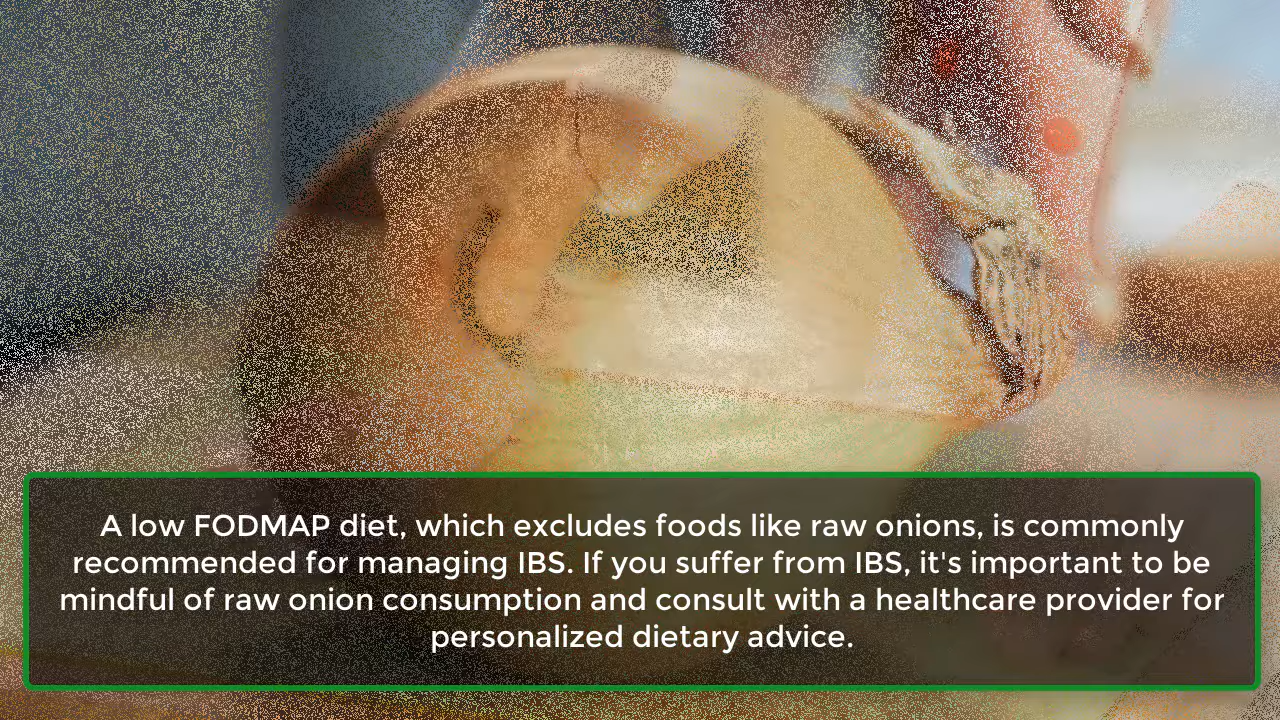 A low FODMAP diet, which excludes foods like raw onions, is commonly
recommended for managing IBS. If you suffer from IBS, it's important to be
mindful of raw onion consumption and consult with a healthcare provider for
personalized dietary advice.